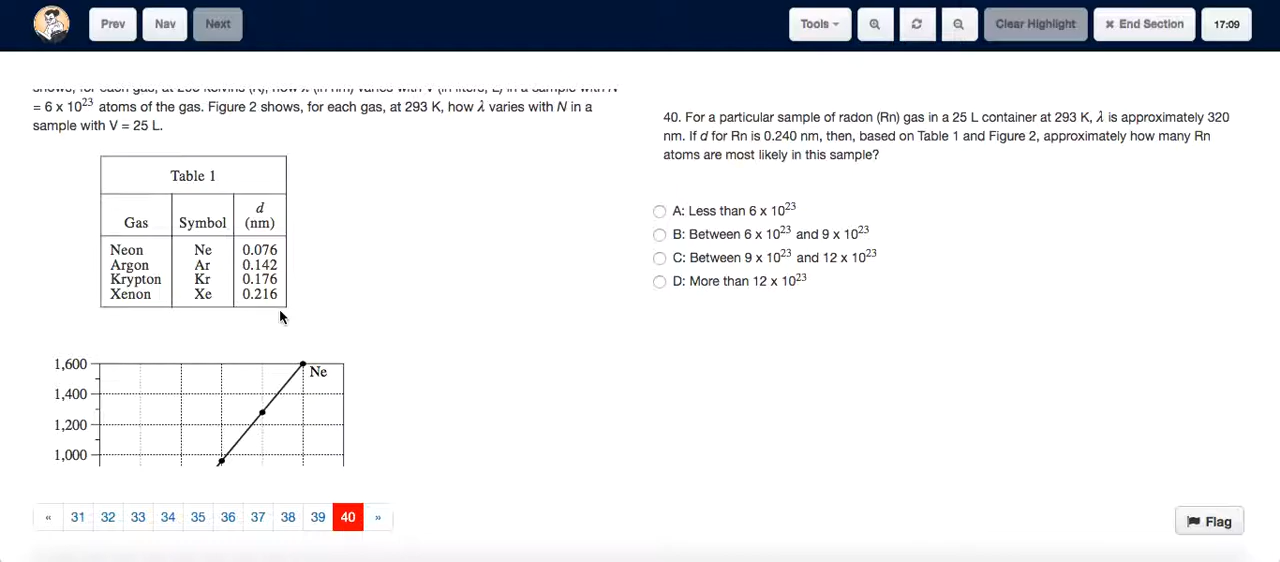 Prev Nav Next Tools Clear Highlight × End Section 17:09
= 6 x 10²³ atoms of the gas. Figure 2 shows, for each gas, at 293 K, how λ varies with N in a
sample with V = 25 L.
Table 1
Gas Symbol d (nm)
Neon Ne 0.076
Argon Ar 0.142
Krypton Kr 0.176
Xenon Xe 0.216
1,600
Ne
1,400
1,200
1,000
40. For a particular sample of radon (Rn) gas in a 25 L container at 293 K, λ is approximately 320
nm. If d for Rn is 0.240 nm, then, based on Table 1 and Figure 2, approximately how many Rn
atoms are most likely in this sample?
A: Less than 6 x 10²³
B: Between 6 x 10²³ and 9 x 10²³
C: Between 9 x 10²³ and 12 x 10²³
D: More than 12 x 10²³
« 31 32 33 34 35 36 37 38 39 40 »
Flag